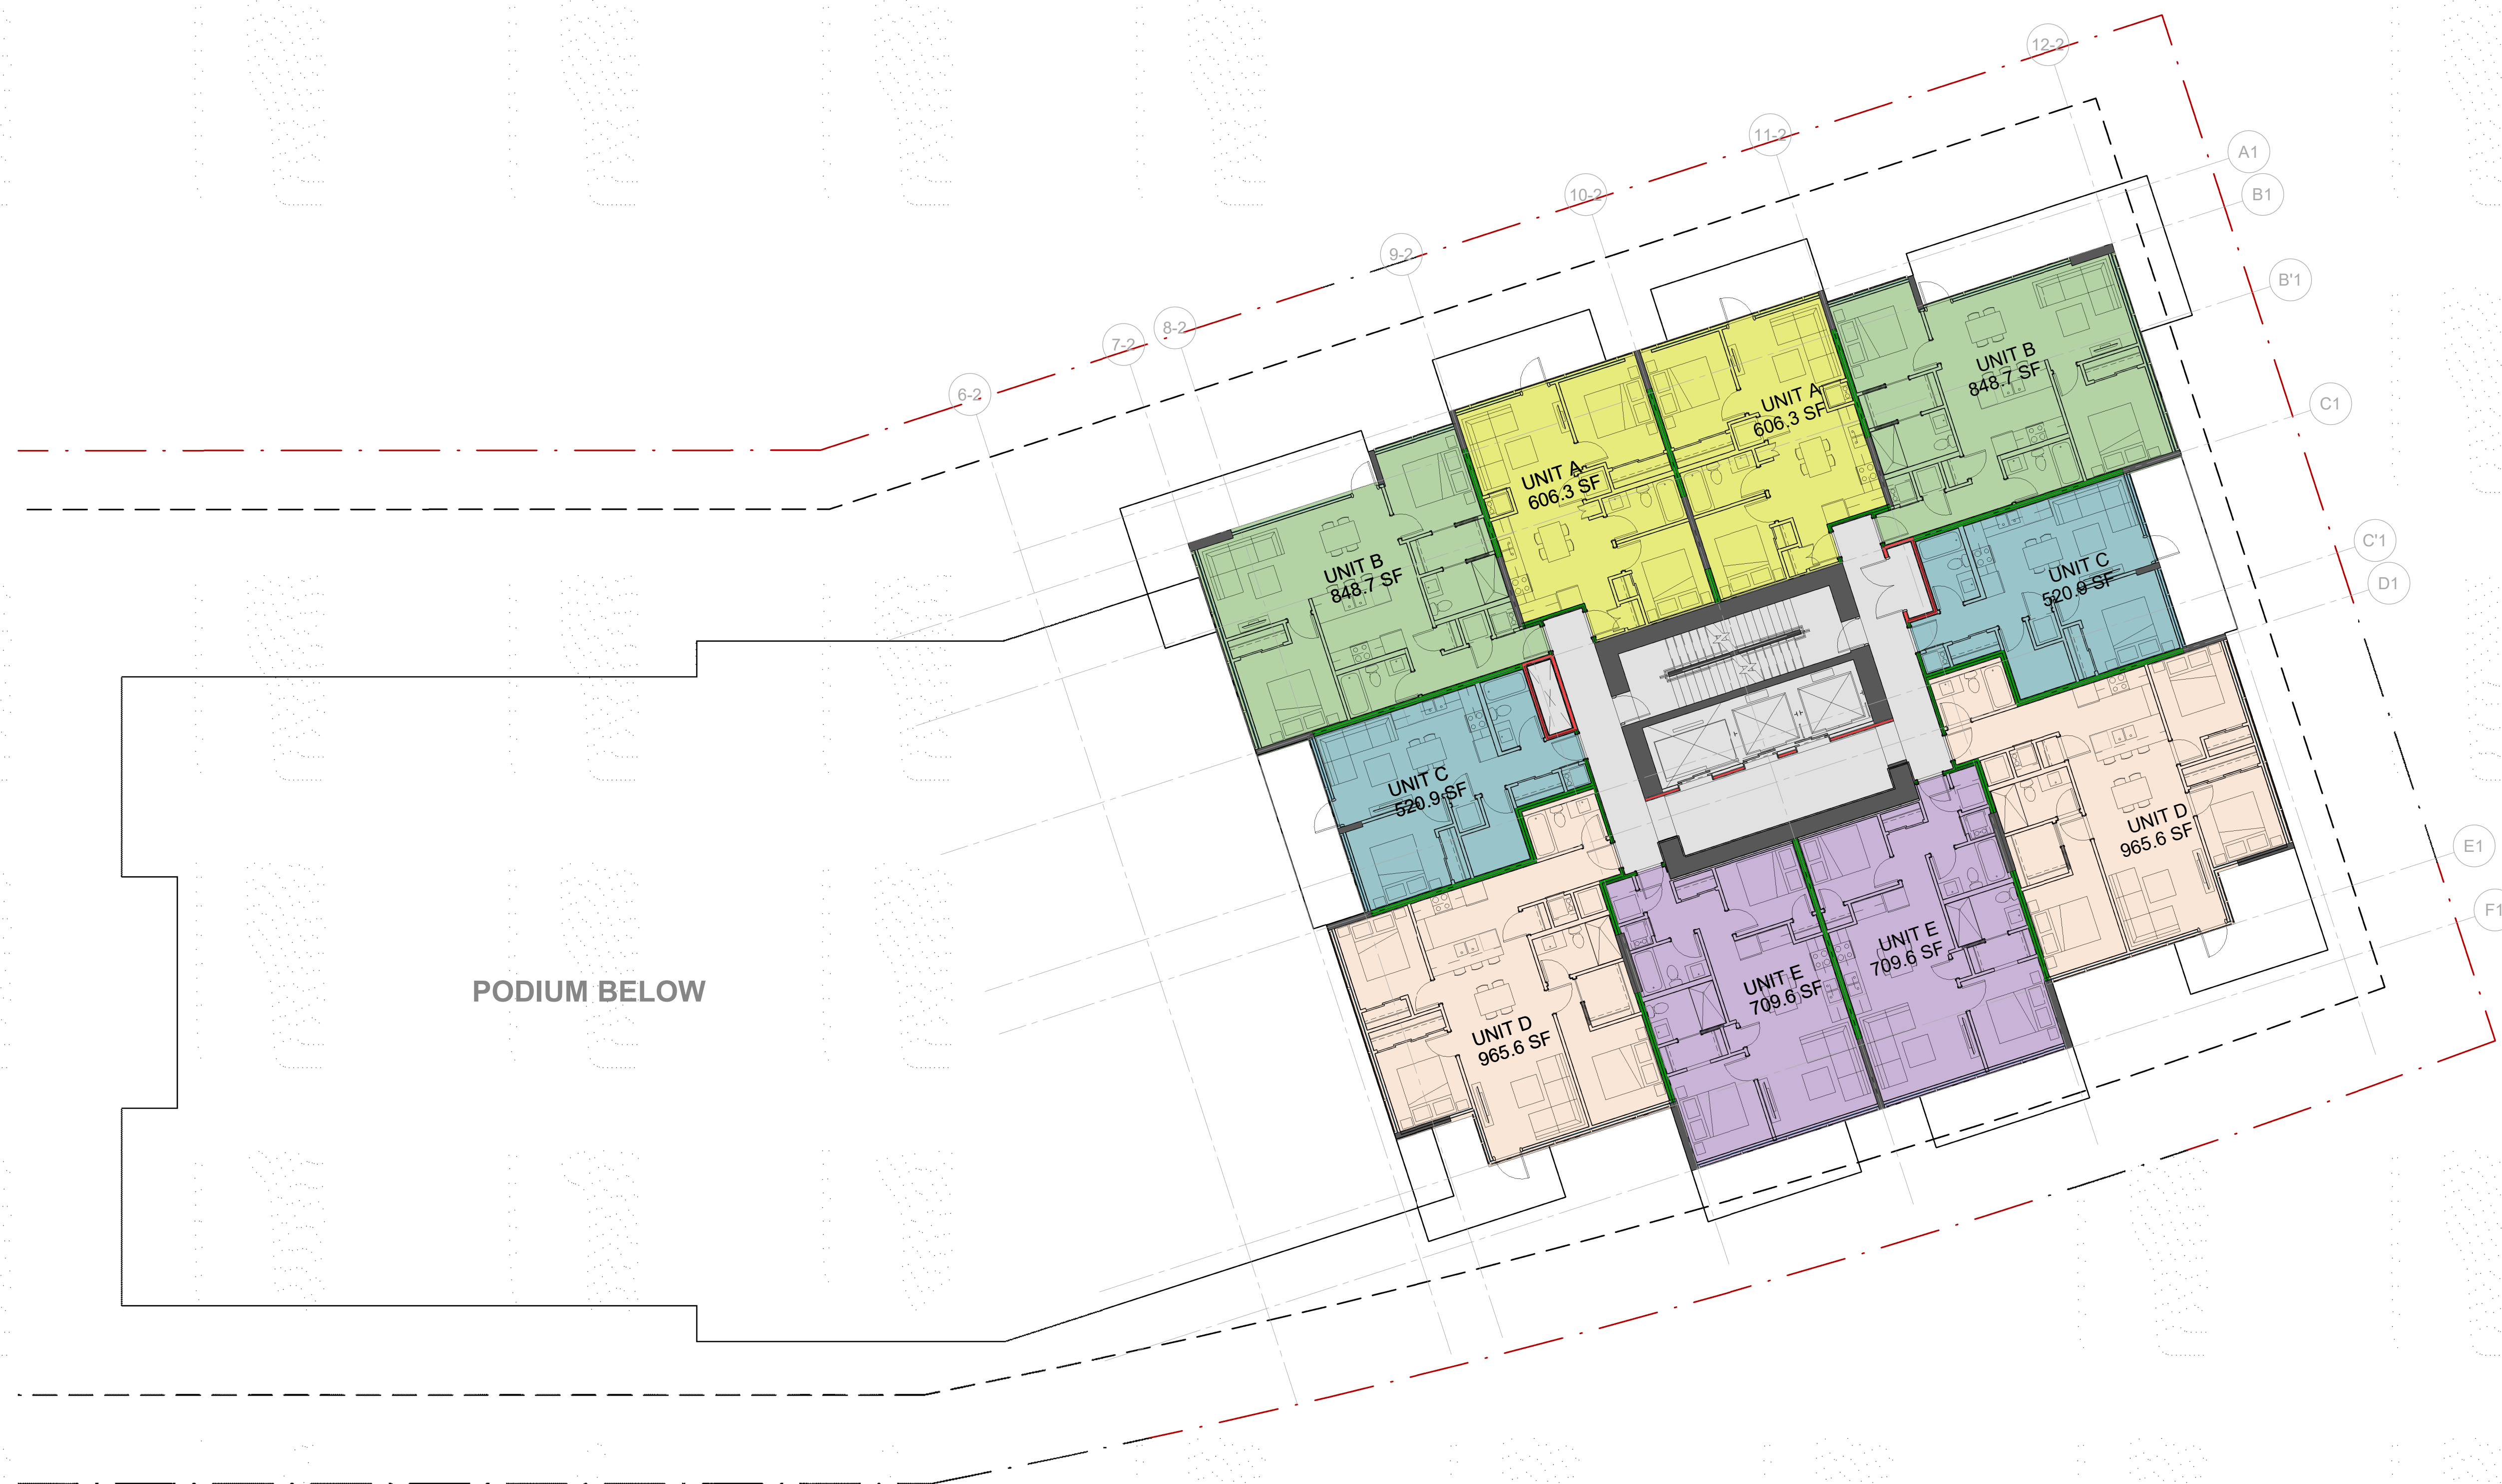 12-2
11-2
A1
10-2
B1
9-2
B'1
8-2
7-2
UNIT B
848.7 SF
6-2
UNIT A
606.3 SF
C1
UNIT A
606.3 SF
C'1
UNIT B
848.7 SF
UNIT C
520.9 SF
D1
UNIT C
520.9 SF
UNIT D
965.6 SF
E1
F1
UNIT E
709.6 SF
PODIUM BELOW
UNIT E
709.6 SF
UNIT D
965.6 SF